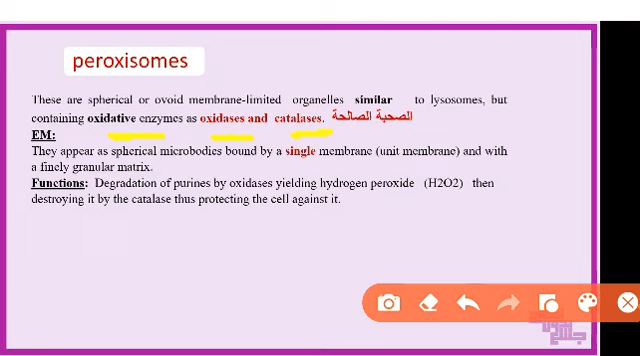 peroxisomes
These are spherical or ovoid membrane-limited organelles similar to lysosomes, but
containing oxidative enzymes as oxidases and catalases. الصحبة الصالحة
EM:
They appear as spherical microbodies bound by a single membrane (unit membrane) and with
a finely granular matrix.
Functions: Degradation of purines by oxidases yielding hydrogen peroxide (H2O2) then
destroying it by the catalase thus protecting the cell against it.